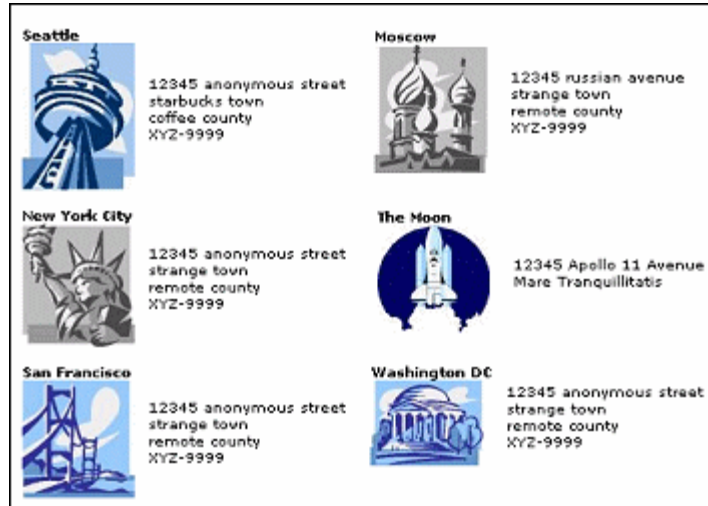 Seattle
12345 anonymous street
starbucks town
coffee county
XYZ-9999
Moscow
12345 russian avenue
strange town
remote county
XYZ-9999
New York City
12345 anonymous street
strange town
remote county
XYZ-9999
The Moon
12345 Apollo 11 Avenue
Mare Tranquillitatis
San Francisco
12345 anonymous street
strange town
remote county
XYZ-9999
Washington DC
12345 anonymous street
strange town
remote county
XYZ-9999